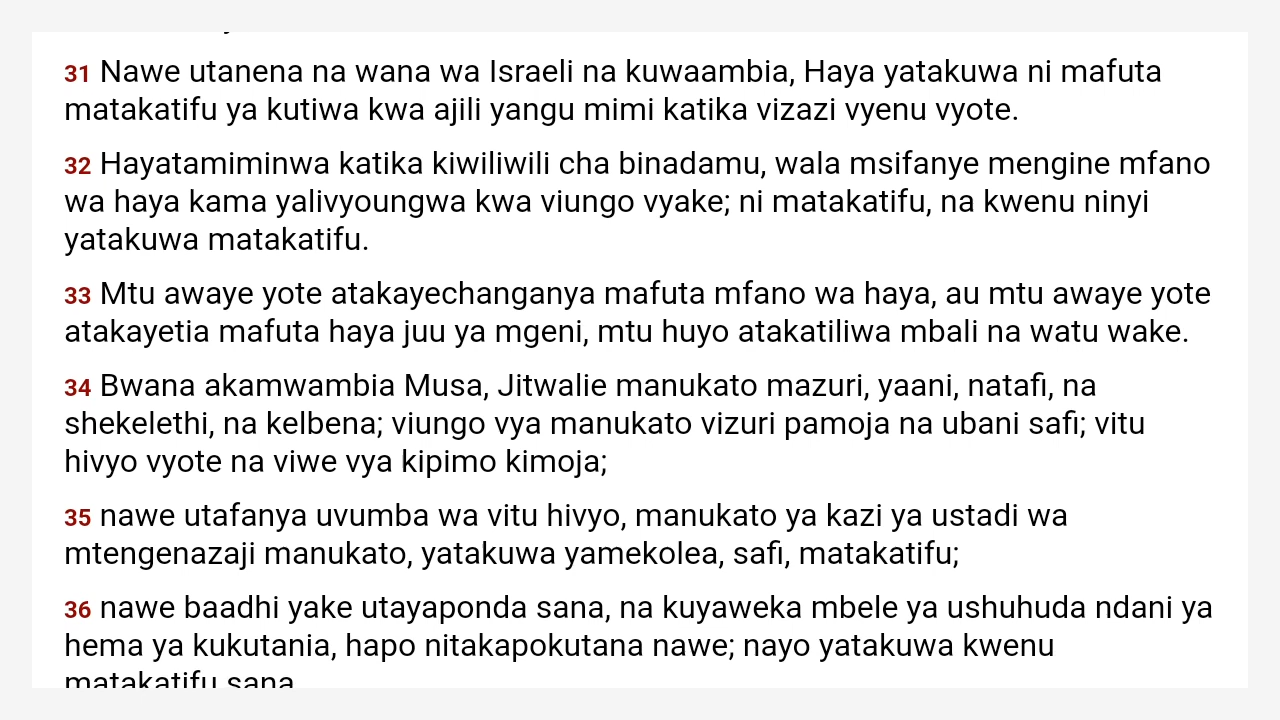 31 Nawe utanena na wana wa Israeli na kuwaambia, Haya yatakuwa ni mafuta
matakatifu ya kutiwa kwa ajili yangu mimi katika vizazi vyenu vyote.
32 Hayatamiminwa katika kiwiliwili cha binadamu, wala msifanye mengine mfano
wa haya kama yalivyoungwa kwa viungo vyake; ni matakatifu, na kwenu ninyi
yatakuwa matakatifu.
33 Mtu awaye yote atakayechanganya mafuta mfano wa haya, au mtu awaye yote
atakayetia mafuta haya juu ya mgeni, mtu huyo atakatiliwa mbali na watu wake.
34 Bwana akamwambia Musa, Jitwalie manukato mazuri, yaani, natafi, na
shekelethi, na kelbena; viungo vya manukato vizuri pamoja na ubani safi; vitu
hivyo vyote na viwe vya kipimo kimoja;
35 nawe utafanya uvumba wa vitu hivyo, manukato ya kazi ya ustadi wa
mtengenazaji manukato, yatakuwa yamekolea, safi, matakatifu;
36 nawe baadhi yake utayaponda sana, na kuyaweka mbele ya ushuhuda ndani ya
hema ya kukutania, hapo nitakapokutana nawe; nayo yatakuwa kwenu
matakatifu sana